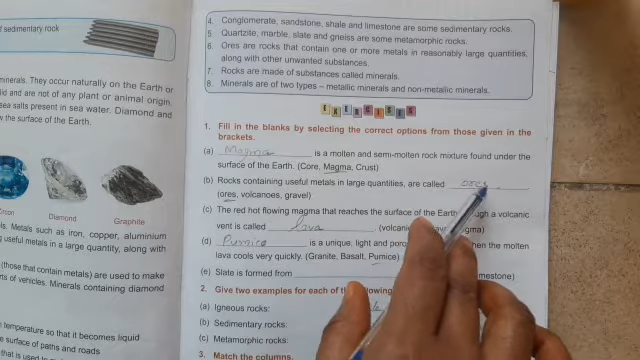 of sedimentary rock
minerals. They occur naturally on the Earth or
and are not of any plant or animal origin.
sea salts present in sea water. Diamond and
the surface of the Earth.
Diamond
Graphite
Metals such as iron, copper, aluminium
useful metals in large quantity, along with
(those that contain metals) are used to make
of vehicles. Minerals containing diamond
temperature so that it becomes liquid
surface of paths and roads
4. Conglomerate, sandstone, shale and limestone are some sedimentary rocks.
5. Quartzite, marble, slate and gneiss are some metamorphic rocks.
6. Ores are rocks that contain one or more metals in reasonably large quantities,
along with other unwanted substances.
7. Rocks are made of substances called minerals.
8. Minerals are of two types – metallic minerals and non-metallic minerals.
EXERCISES
1. Fill in the blanks by selecting the correct options from those given in the
brackets.
(a) Magma is a molten and semi-molten rock mixture found under the
surface of the Earth. (Core, Magma, Crust)
(b) Rocks containing useful metals in large quantities, are called ores
(ores, volcanoes, gravel)
(c) The red hot flowing magma that reaches the surface of the Earth through a volcanic
vent is called lava
(d) Pumice is a unique, light and when the molten
lava cools very quickly. (Granite, Basalt, Pumice)
(e) Slate is formed from
2. Give two examples for each of the following
(a) Igneous rocks:
(b) Sedimentary rocks:
(c) Metamorphic rocks:
3. Match the columns.